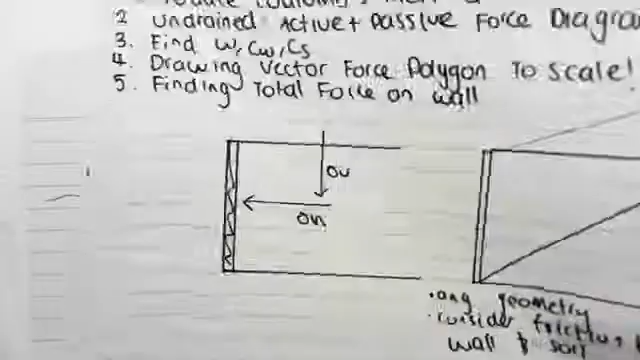 2 Undrained Active + Passive Force Diagra
3. Find W, Cw, Cs
4. Drawing Vector Force Polygon To Scale!
5. Finding Total Force on Wall
σv
σh
• any geometry
• consider friction
wall & soil